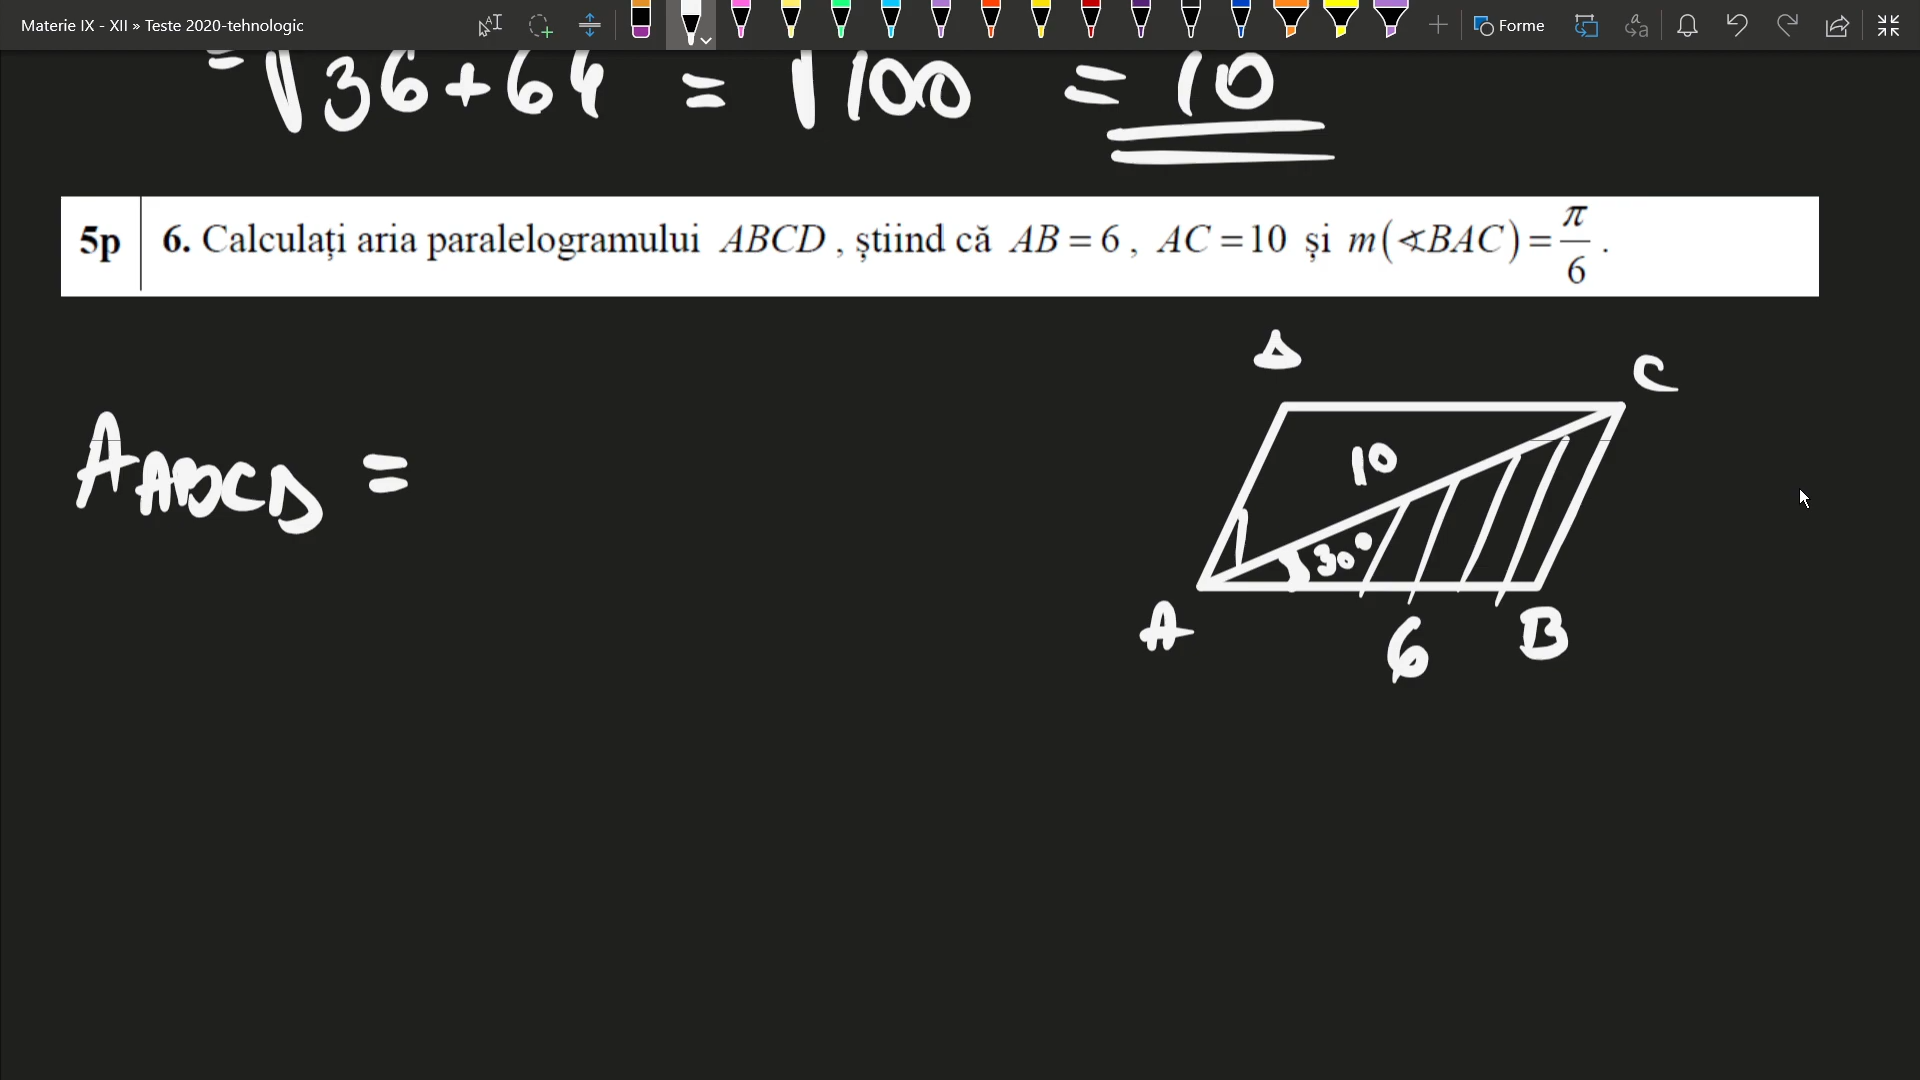 Materie IX - XII » Teste 2020-tehnologic
Forme
= √36+64 = √100 = 10
5p 6. Calculați aria paralelogramului ABCD , știind că AB = 6 , AC = 10 și m(∢BAC) = π/6 .
D
C
A ABCD =
10
30°
A
6
B